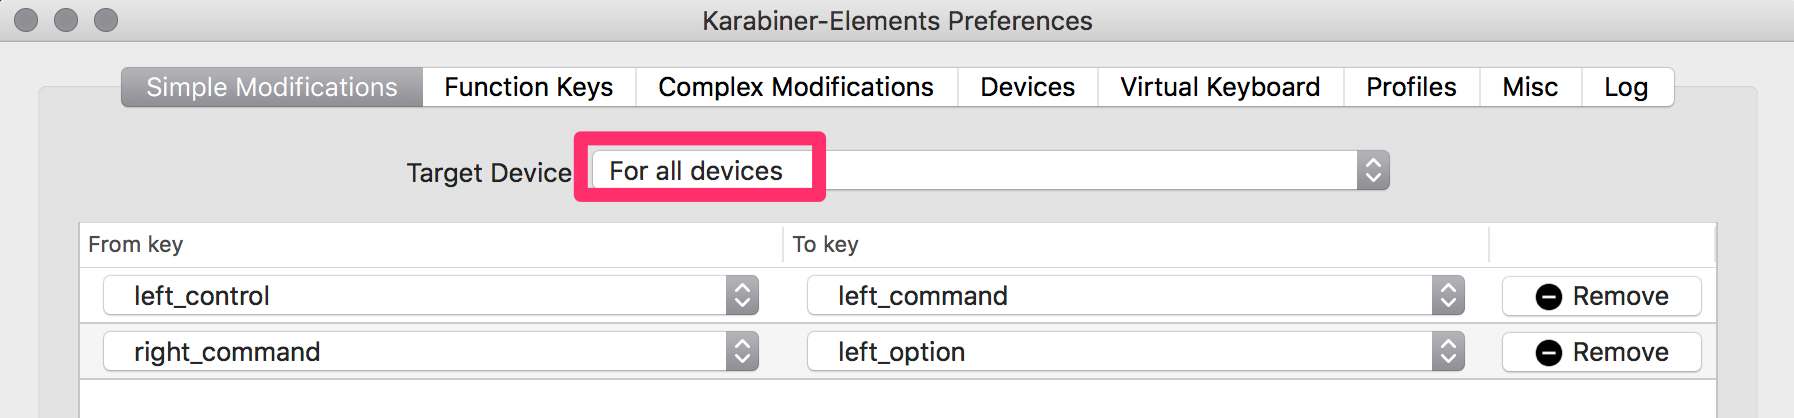 Karabiner-Elements Preferences
Simple Modifications Function Keys Complex Modifications Devices Virtual Keyboard Profiles Misc Log
Target Device For all devices
From key To key
left_control left_command Remove
right_command left_option Remove